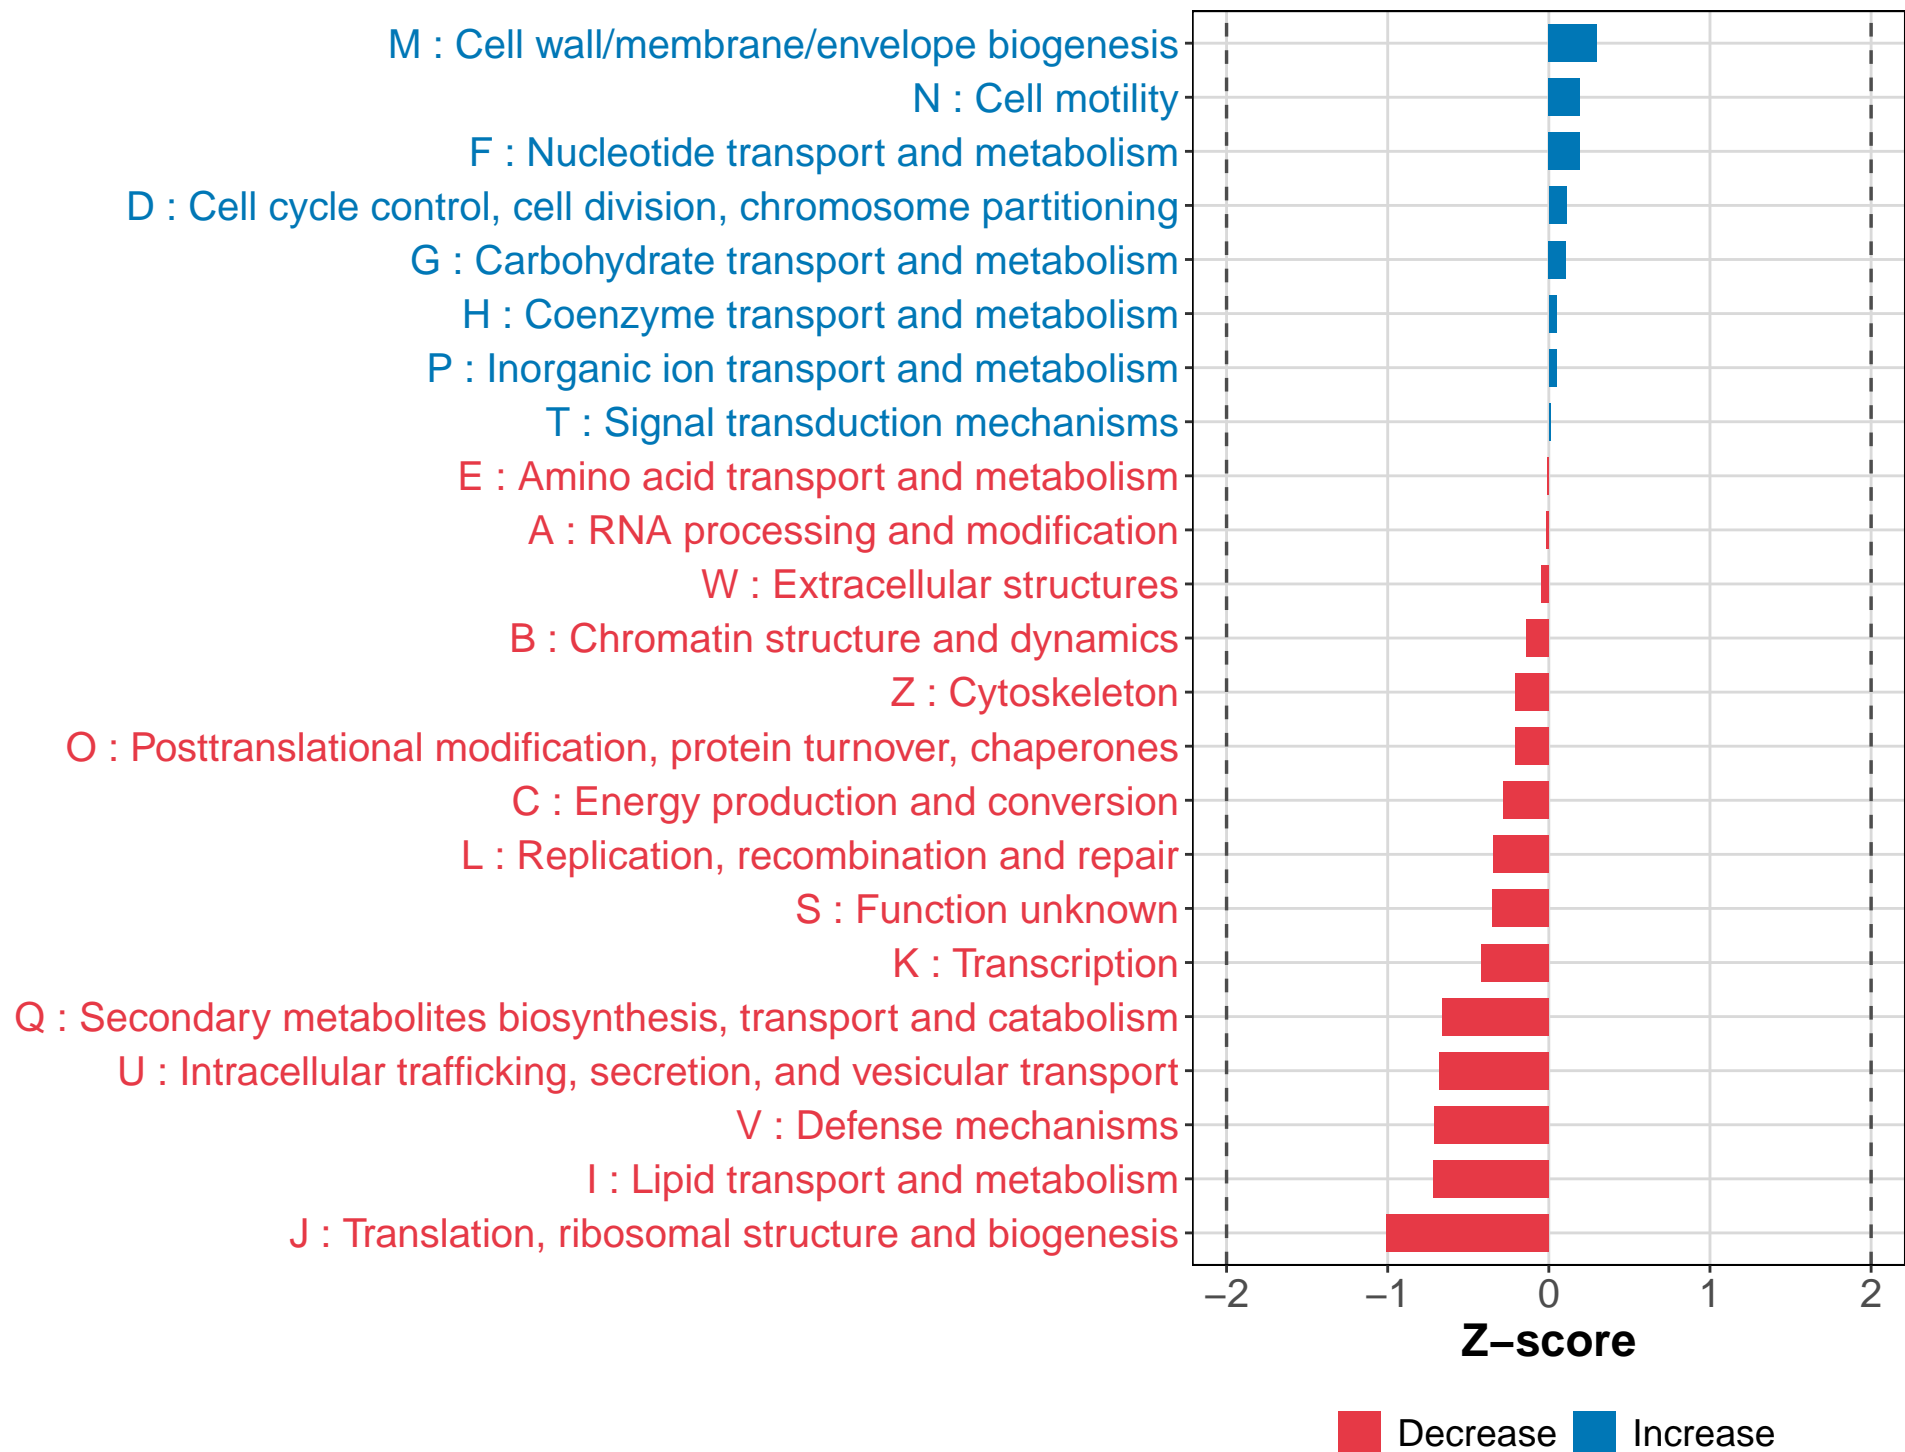 M : Cell wall/membrane/envelope biogenesis
N : Cell motility
F : Nucleotide transport and metabolism
D : Cell cycle control, cell division, chromosome partitioning
G : Carbohydrate transport and metabolism
H : Coenzyme transport and metabolism
P : Inorganic ion transport and metabolism
T : Signal transduction mechanisms
E : Amino acid transport and metabolism
A : RNA processing and modification
W : Extracellular structures
B : Chromatin structure and dynamics
Z : Cytoskeleton
O : Posttranslational modification, protein turnover, chaperones
C : Energy production and conversion
L : Replication, recombination and repair
S : Function unknown
K : Transcription
Q : Secondary metabolites biosynthesis, transport and catabolism
U : Intracellular trafficking, secretion, and vesicular transport
V : Defense mechanisms
I : Lipid transport and metabolism
J : Translation, ribosomal structure and biogenesis
−2 −1 0 1 2
Z−score
Decrease Increase